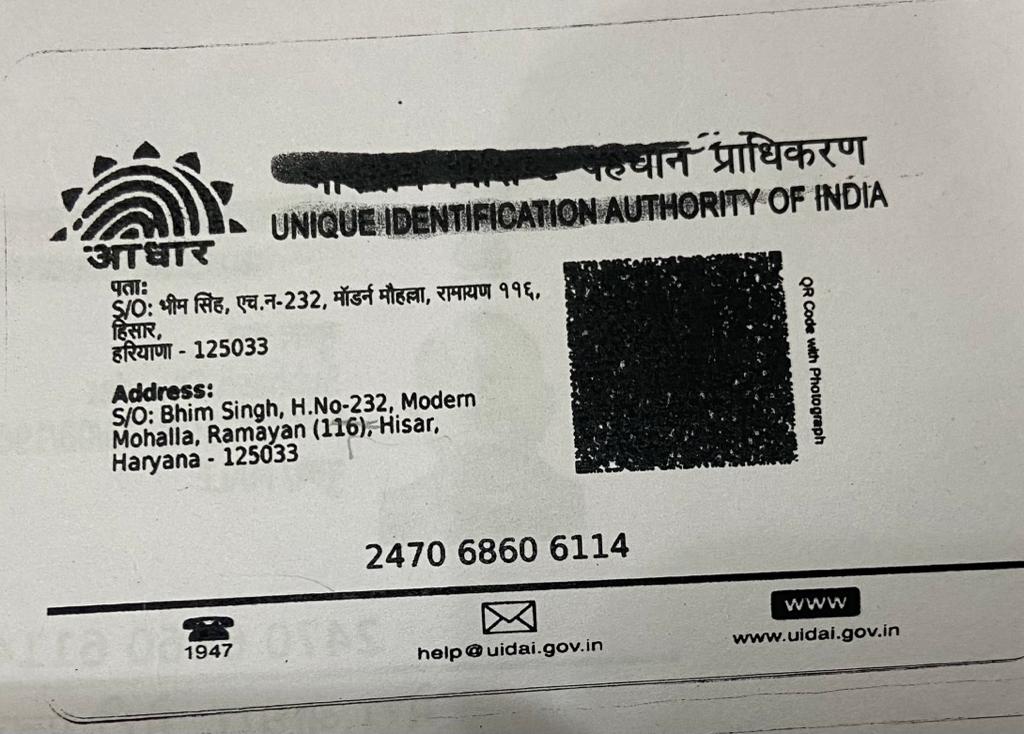 पहचान प्राधिकरण
UNIQUE IDENTIFICATION AUTHORITY OF INDIA
आधार
पता:
S/O: भीम सिंह, एच.न-232, मॉडर्न मौहल्ला, रामायण ११६,
हिसार,
हरियाणा - 125033
Address:
S/O: Bhim Singh, H.No-232, Modern
Mohalla, Ramayan (116), Hisar,
Haryana - 125033
QR Code with Photograph
2470 6860 6114
1947
help@uidai.gov.in
www
www.uidai.gov.in